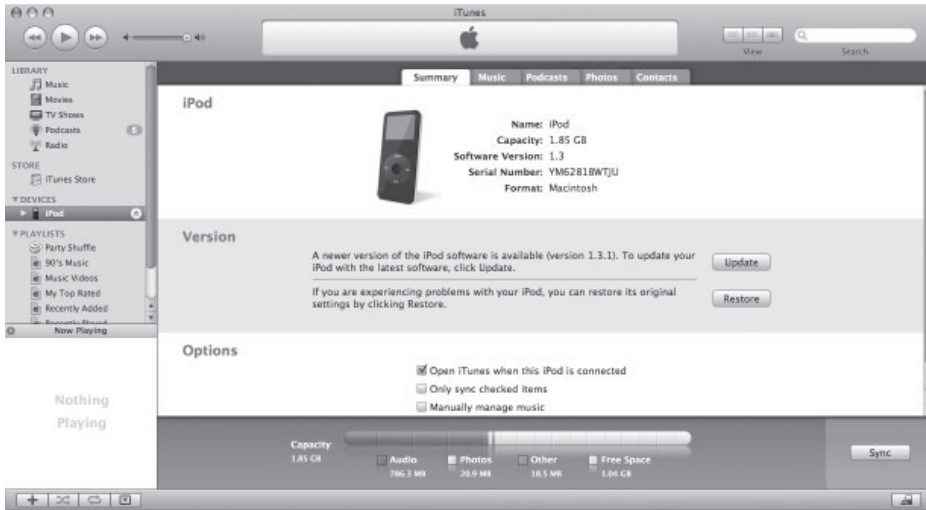 iTunes
View
Search
LIBRARY
Music
Movies
TV Shows
Podcasts
Radio
STORE
iTunes Store
DEVICES
iPod
PLAYLISTS
Party Shuffle
90's Music
Music Videos
My Top Rated
Recently Added
Recently Played
Now Playing
Nothing
Playing
Summary Music Podcasts Photos Contacts
iPod
Name: iPod
Capacity: 1.85 GB
Software Version: 1.3
Serial Number: YM6281BWTJU
Format: Macintosh
Version
A newer version of the iPod software is available (version 1.3.1). To update your
iPod with the latest software, click Update.
Update
If you are experiencing problems with your iPod, you can restore its original
settings by clicking Restore.
Restore
Options
Open iTunes when this iPod is connected
Only sync checked items
Manually manage music
Capacity
1.85 GB
Audio Photos Other Free Space
786.3 MB 20.9 MB 18.5 MB 1.04 GB
Sync